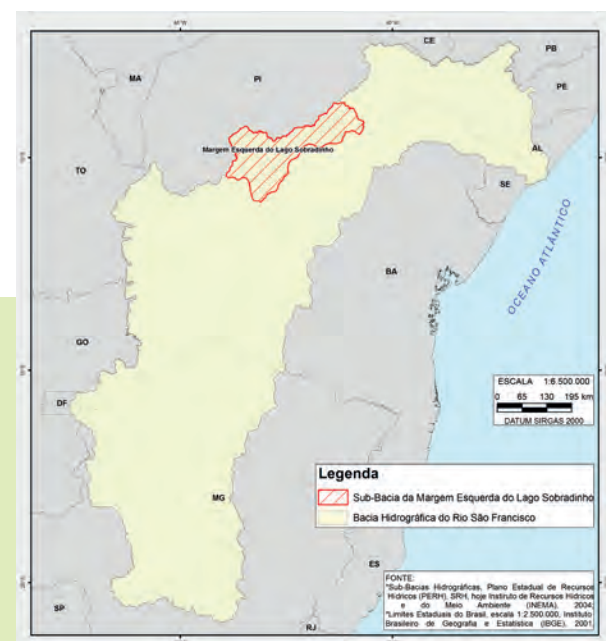 CE
PB
MA
PI
PE
Margem Esquerda do Lago Sobradinho
AL
TO
SE
BA
OCEANO ATLÂNTICO
GO
ESCALA 1:6.500.000
0 65 130 195 km
DATUM SIRGAS 2000
DF
Legenda
Sub-Bacia da Margem Esquerda do Lago Sobradinho
MG
Bacia Hidrográfica do Rio São Francisco
ES
FONTE:
*Sub-Bacias Hidrográficas, Plano Estadual de Recursos
Hídricos (PERH), SRH, hoje Instituto de Recursos Hídricos
e do Meio Ambiente (INEMA), 2004;
*Limites Estaduais do Brasil, escala 1:2.500.000, Instituto
Brasileiro de Geografia e Estatística (IBGE), 2001.
SP
RJ